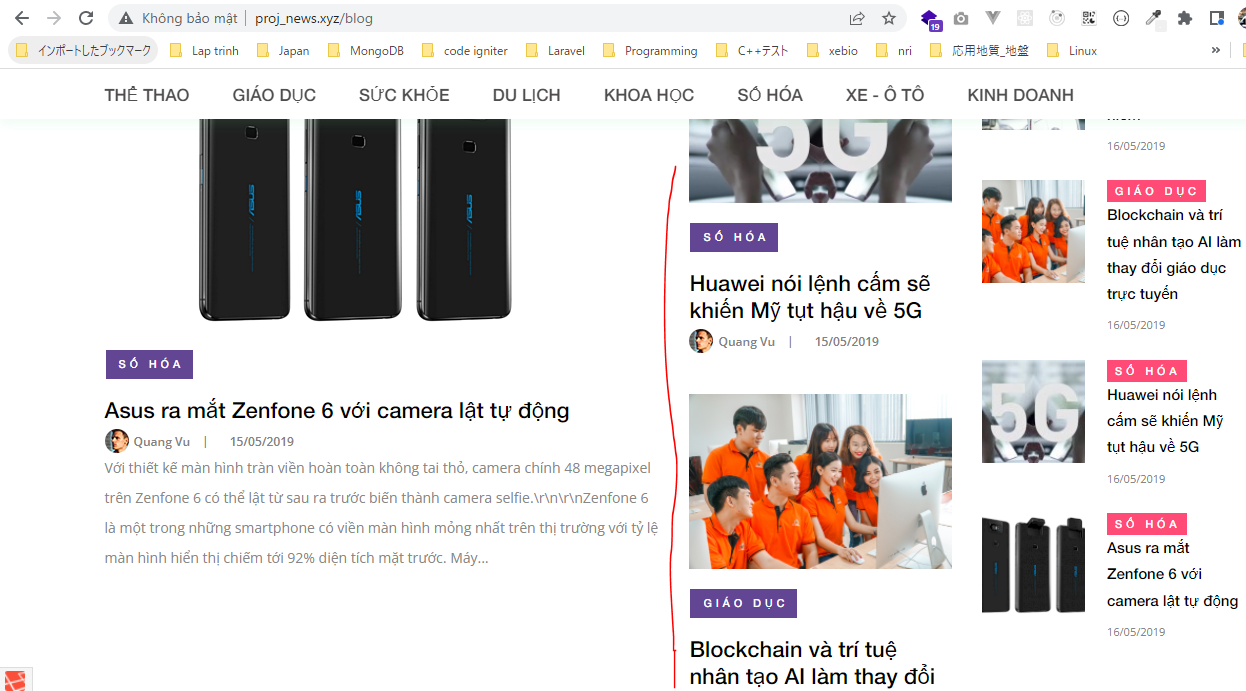 Không bảo mật
proj_news.xyz/blog
19
インポートしたブックマーク
Lap trinh
Japan
MongoDB
code igniter
Laravel
Programming
C++テスト
xebio
nri
応用地質_地盤
Linux
»
THỂ THAO
GIÁO DỤC
SỨC KHỎE
DU LỊCH
KHOA HỌC
SỐ HÓA
XE - Ô TÔ
KINH DOANH
ASUS
ASUS
ASUS
SỐ HÓA
Asus ra mắt Zenfone 6 với camera lật tự động
Quang Vu | 15/05/2019
Với thiết kế màn hình tràn viền hoàn toàn không tai thỏ, camera chính 48 megapixel
trên Zenfone 6 có thể lật từ sau ra trước biến thành camera selfie.\r\n\r\nZenfone 6
là một trong những smartphone có viền màn hình mỏng nhất trên thị trường với tỷ lệ
màn hình hiển thị chiếm tới 92% diện tích mặt trước. Máy...
5G
SỐ HÓA
Huawei nói lệnh cấm sẽ
khiến Mỹ tụt hậu về 5G
Quang Vu | 15/05/2019
GIÁO DỤC
Blockchain và trí tuệ
nhân tạo AI làm thay đổi
16/05/2019
GIÁO DỤC
Blockchain và trí
tuệ nhân tạo AI làm
thay đổi giáo dục
trực tuyến
16/05/2019
5G
SỐ HÓA
Huawei nói lệnh
cấm sẽ khiến Mỹ
tụt hậu về 5G
16/05/2019
SỐ HÓA
Asus ra mắt
Zenfone 6 với
camera lật tự động
16/05/2019